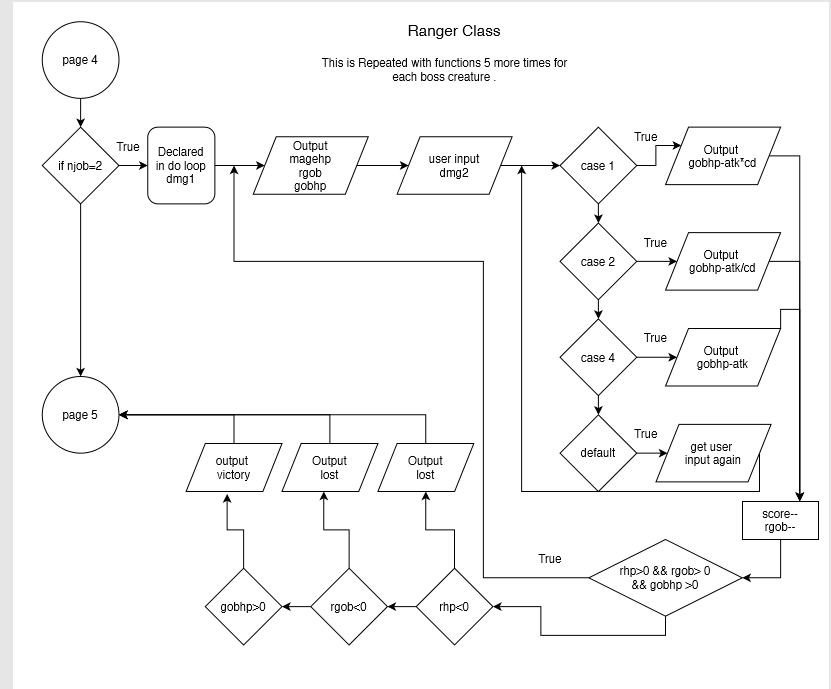 Ranger Class
This is Repeated with functions 5 more times for
each boss creature .
page 4
if njob=2
True
Declared
in do loop
dmg1
Output
magehp
rgob
gobhp
user input
dmg2
case 1
True
Output
gobhp-atk*cd
case 2
True
Output
gobhp-atk/cd
case 4
True
Output
gobhp-atk
default
True
get user
input again
score--
rgob--
rhp>0 && rgob> 0
&& gobhp >0
True
rhp<0
rgob<0
gobhp>0
Output
lost
Output
lost
output
victory
page 5